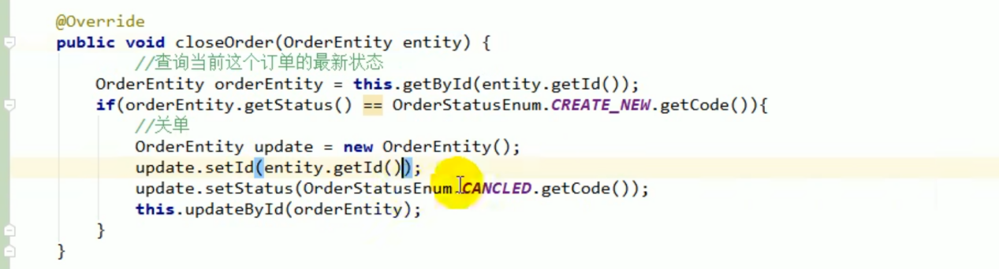 @Override
public void closeOrder(OrderEntity entity) {
//查询当前这个订单的最新状态
OrderEntity orderEntity = this.getById(entity.getId());
if(orderEntity.getStatus() == OrderStatusEnum.CREATE_NEW.getCode()){
//关单
OrderEntity update = new OrderEntity();
update.setId(entity.getId());
update.setStatus(OrderStatusEnum.CANCLED.getCode());
this.updateById(orderEntity);
}
}